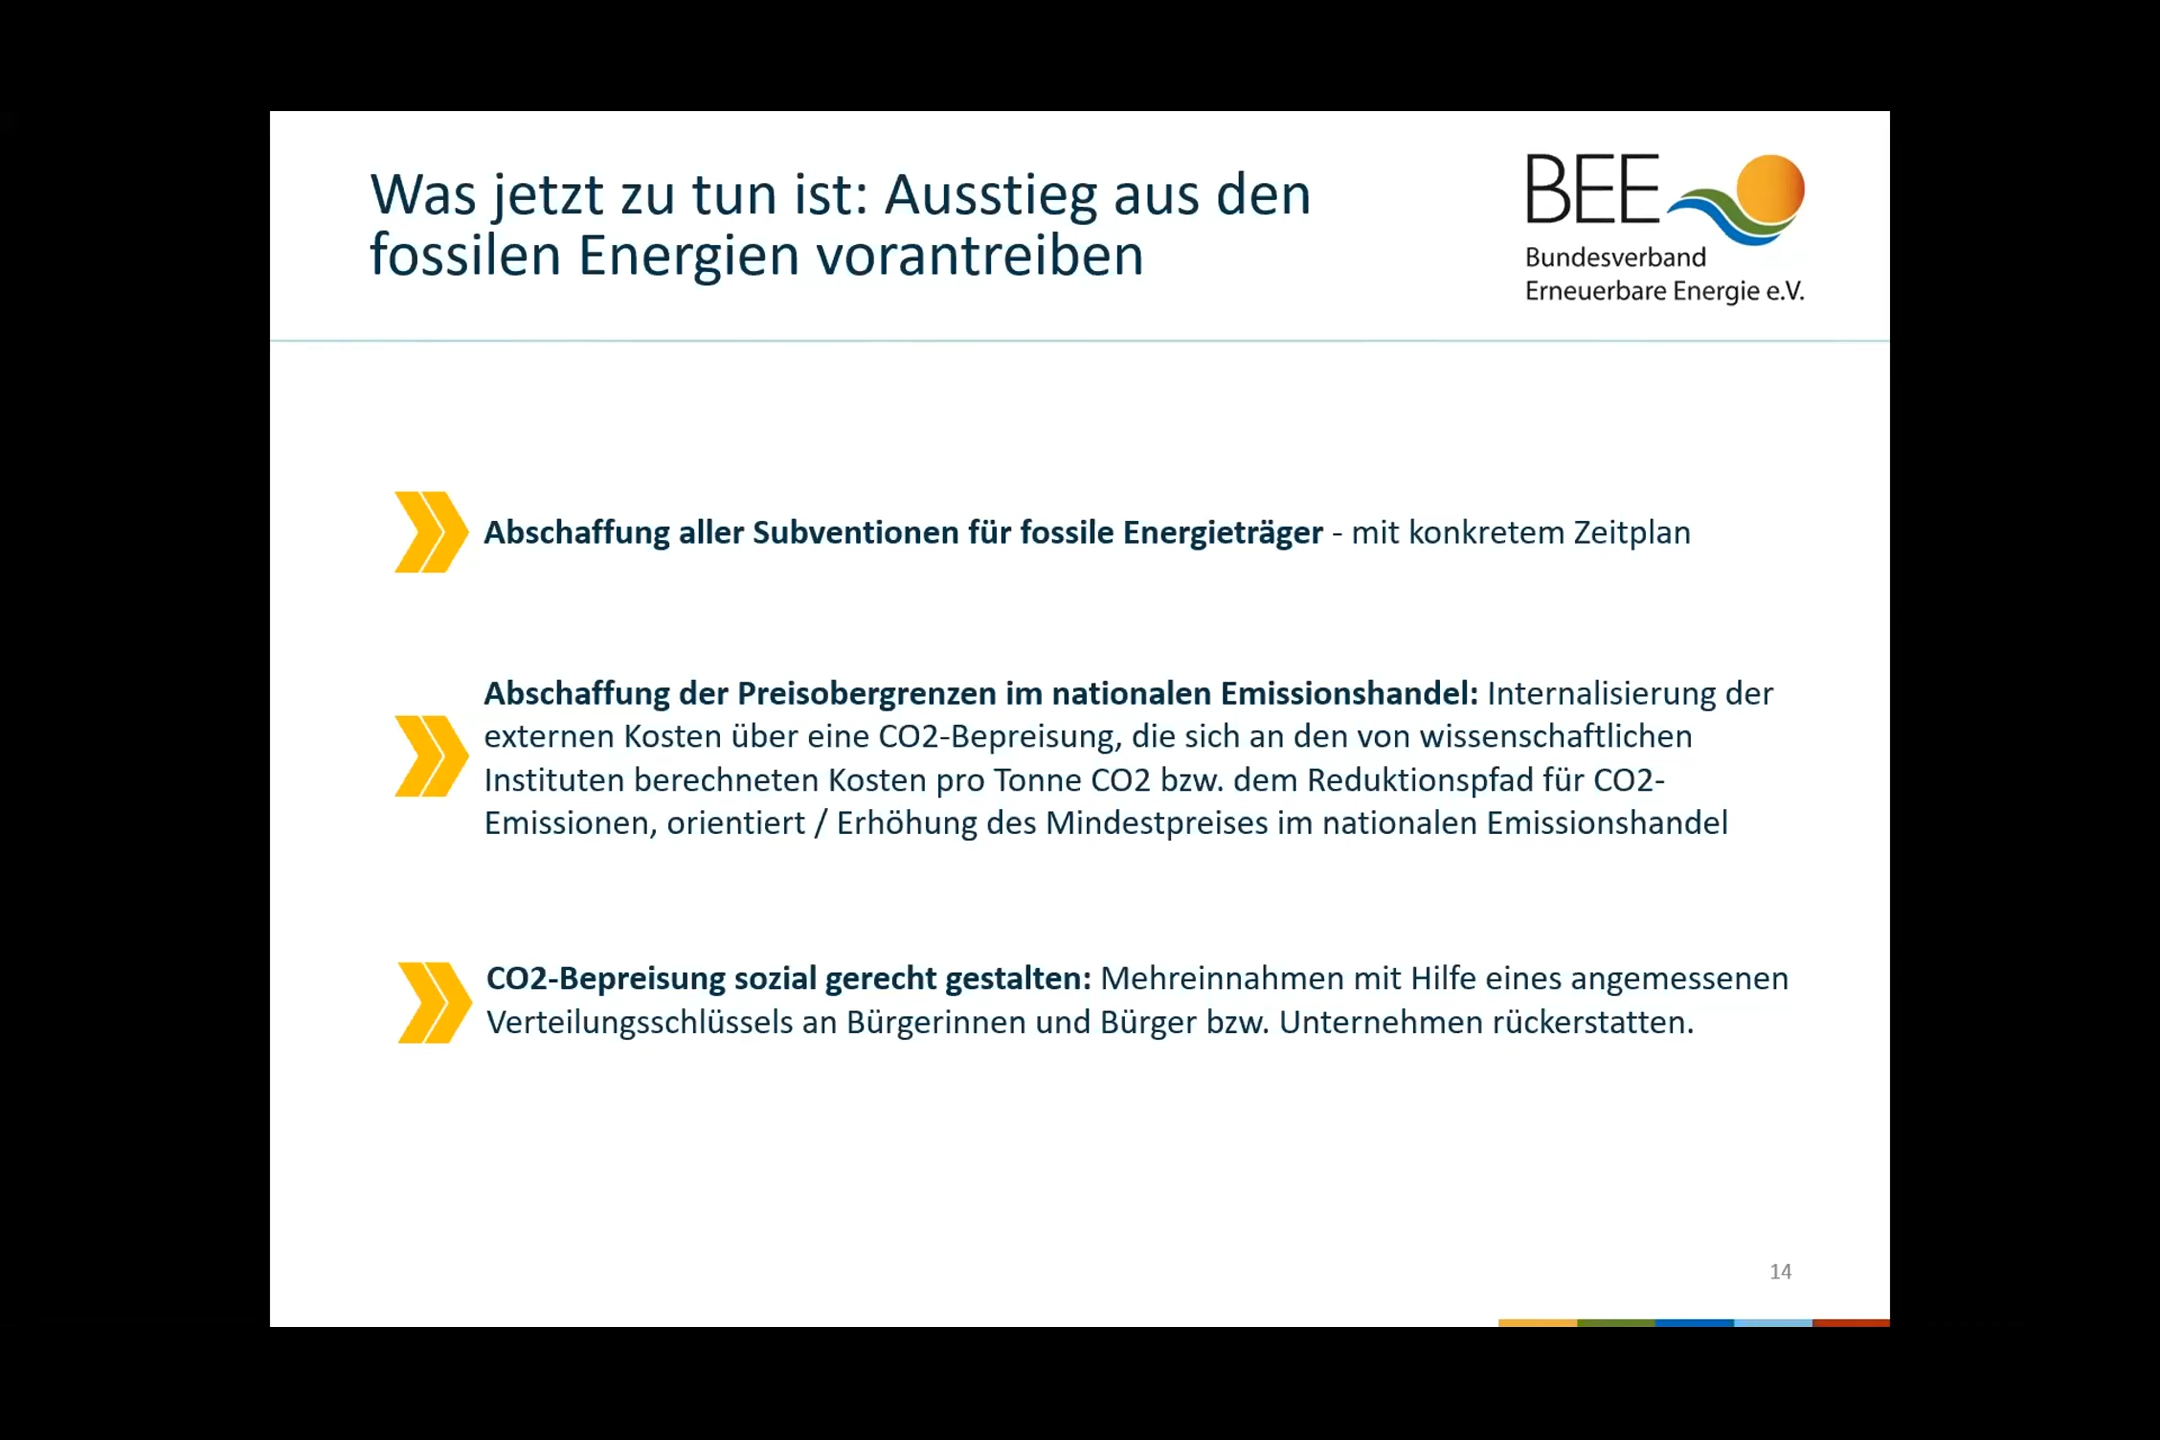 Was jetzt zu tun ist: Ausstieg aus den
fossilen Energien vorantreiben
BEE
Bundesverband
Erneuerbare Energie e.V.
Abschaffung aller Subventionen für fossile Energieträger - mit konkretem Zeitplan
Abschaffung der Preisobergrenzen im nationalen Emissionshandel: Internalisierung der
externen Kosten über eine CO2-Bepreisung, die sich an den von wissenschaftlichen
Instituten berechneten Kosten pro Tonne CO2 bzw. dem Reduktionspfad für CO2-
Emissionen, orientiert / Erhöhung des Mindestpreises im nationalen Emissionshandel
CO2-Bepreisung sozial gerecht gestalten: Mehreinnahmen mit Hilfe eines angemessenen
Verteilungsschlüssels an Bürgerinnen und Bürger bzw. Unternehmen rückerstatten.
14